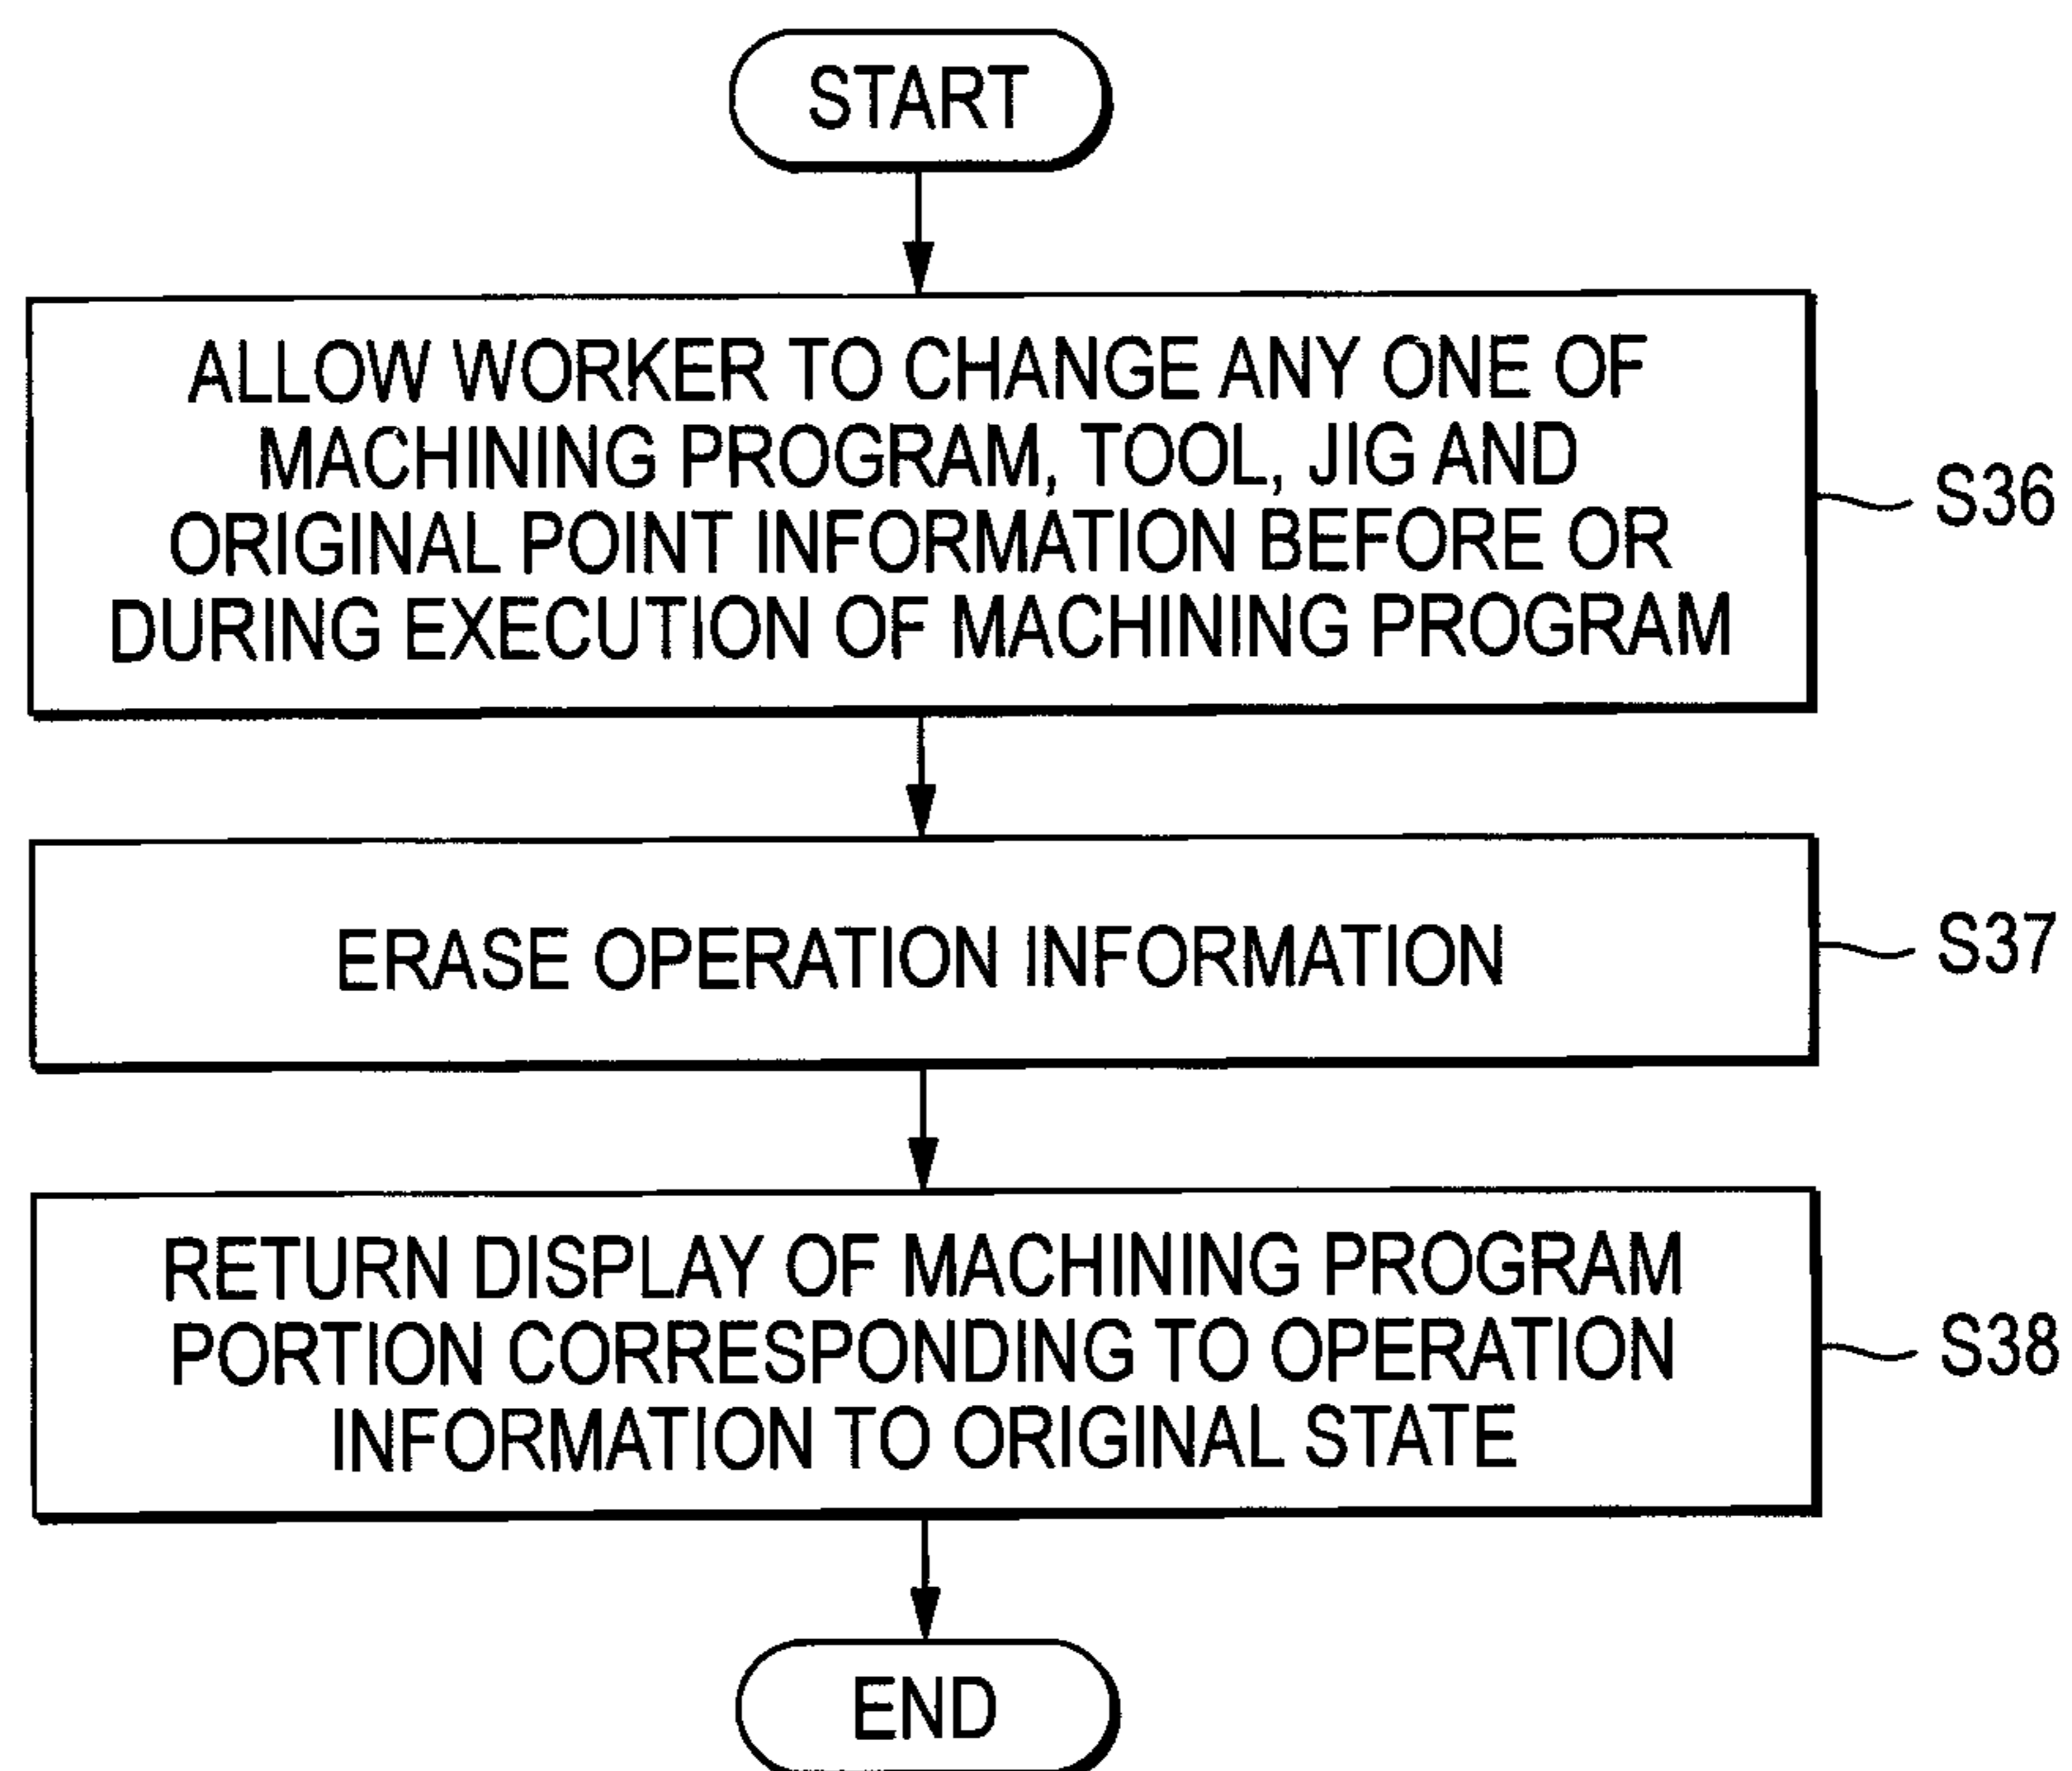 START
ALLOW WORKER TO CHANGE ANY ONE OF
MACHINING PROGRAM, TOOL, JIG AND
ORIGINAL POINT INFORMATION BEFORE OR
DURING EXECUTION OF MACHINING PROGRAM
S36
ERASE OPERATION INFORMATION
S37
RETURN DISPLAY OF MACHINING PROGRAM
PORTION CORRESPONDING TO OPERATION
INFORMATION TO ORIGINAL STATE
S38
END